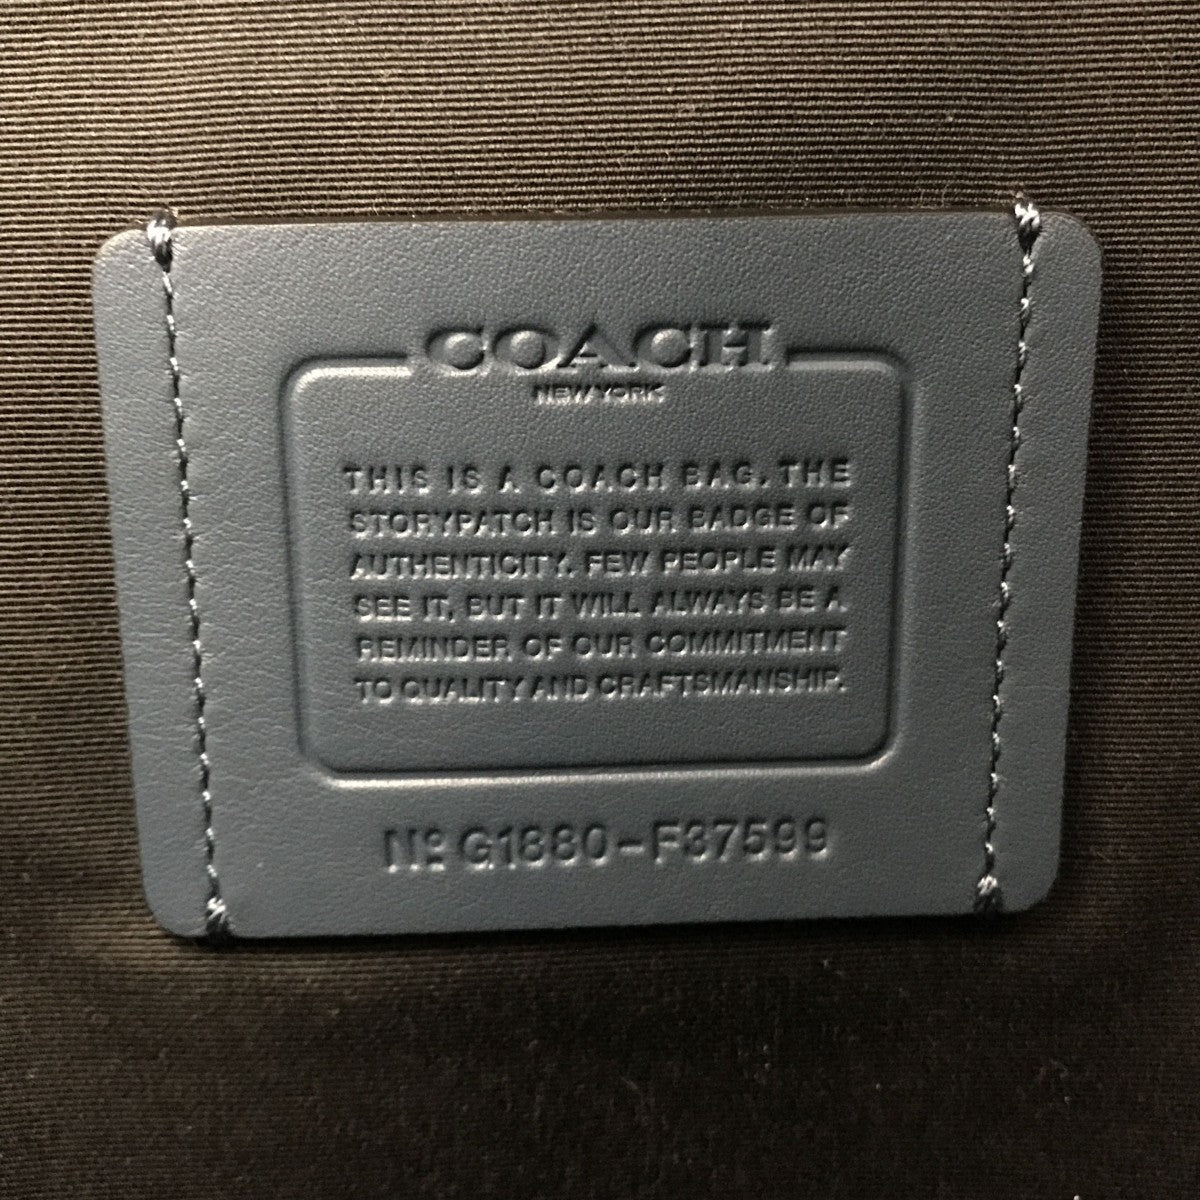 COACH
NEW YORK
THIS IS A COACH BAG. THE
STORYPATCH IS OUR BADGE OF
AUTHENTICITY. FEW PEOPLE MAY
SEE IT, BUT IT WILL ALWAYS BE A
REMINDER OF OUR COMMITMENT
TO QUALITY AND CRAFTSMANSHIP.
Nº G1880-F37599